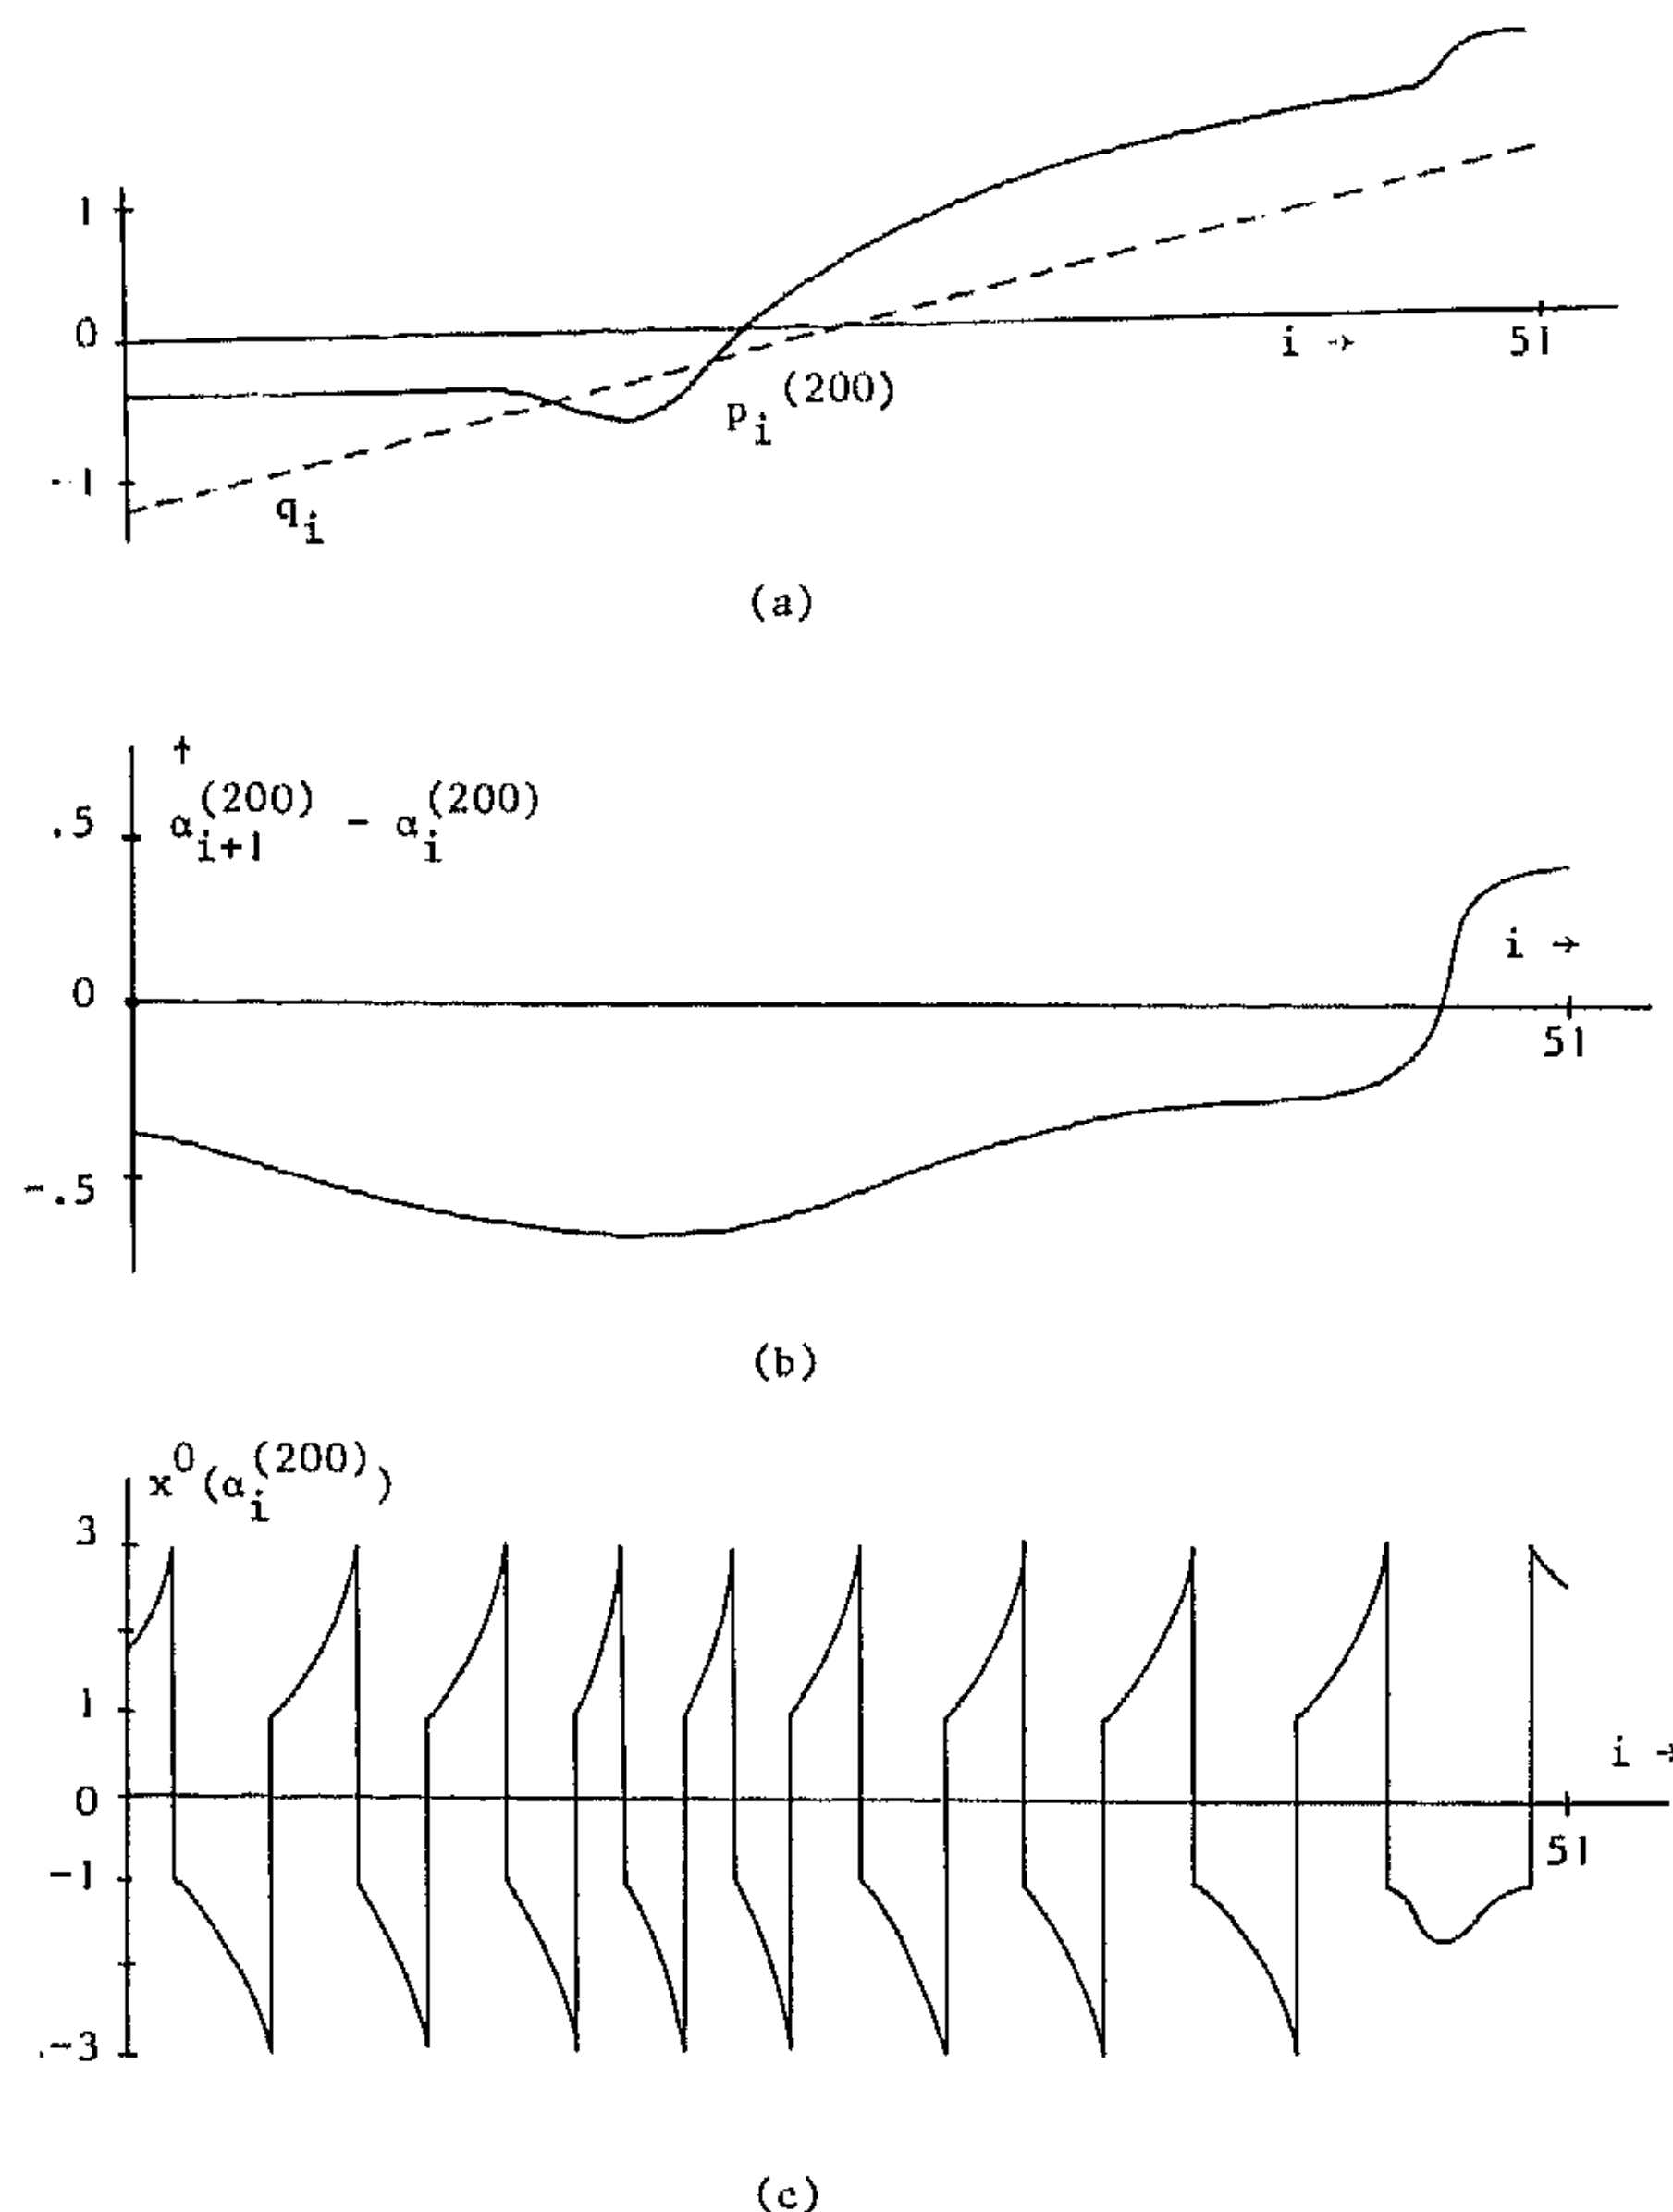 1
0
-1
i →
51
p_i^(200)
q_i
(a)
↑
α_{i+1}^(200) - α_i^(200)
.5
0
-.5
i →
51
(b)
x^0(α_i^(200))
3
1
0
-1
-3
i →
51
(c)